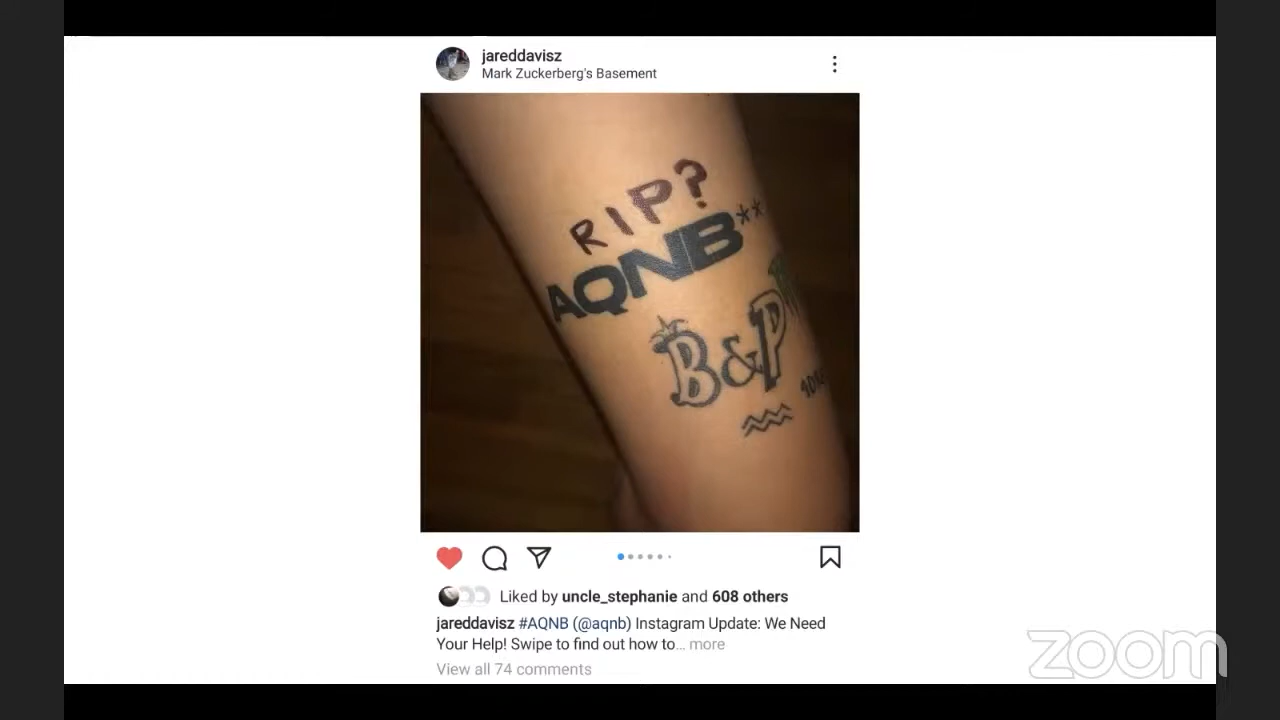 jareddavisz
Mark Zuckerberg's Basement
RIP?
AQNB**
B&P
Liked by uncle_stephanie and 608 others
jareddavisz #AQNB (@aqnb) Instagram Update: We Need
Your Help! Swipe to find out how to... more
View all 74 comments
zoom